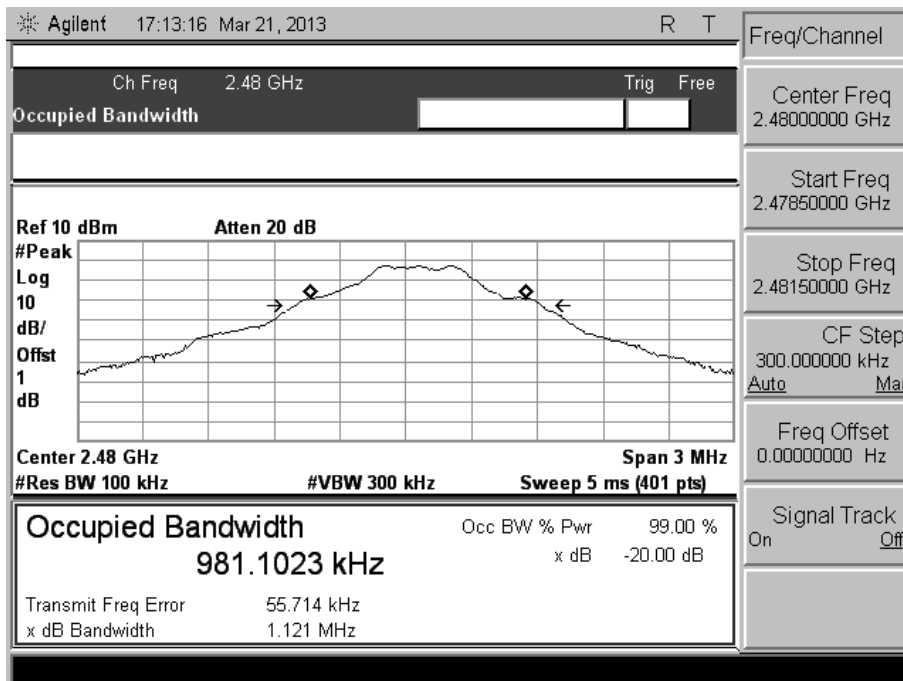 Agilent 17:13:16 Mar 21, 2013 R T
Ch Freq 2.48 GHz Trig Free
Occupied Bandwidth
Ref 10 dBm Atten 20 dB
#Peak
Log
10
dB/
Offst
1
dB
Center 2.48 GHz Span 3 MHz
#Res BW 100 kHz #VBW 300 kHz Sweep 5 ms (401 pts)
Occupied Bandwidth Occ BW % Pwr 99.00 %
981.1023 kHz x dB -20.00 dB
Transmit Freq Error 55.714 kHz
x dB Bandwidth 1.121 MHz
Freq/Channel
Center Freq
2.48000000 GHz
Start Freq
2.47850000 GHz
Stop Freq
2.48150000 GHz
CF Step
300.000000 kHz
Auto Ma
Freq Offset
0.00000000 Hz
Signal Track
On Off